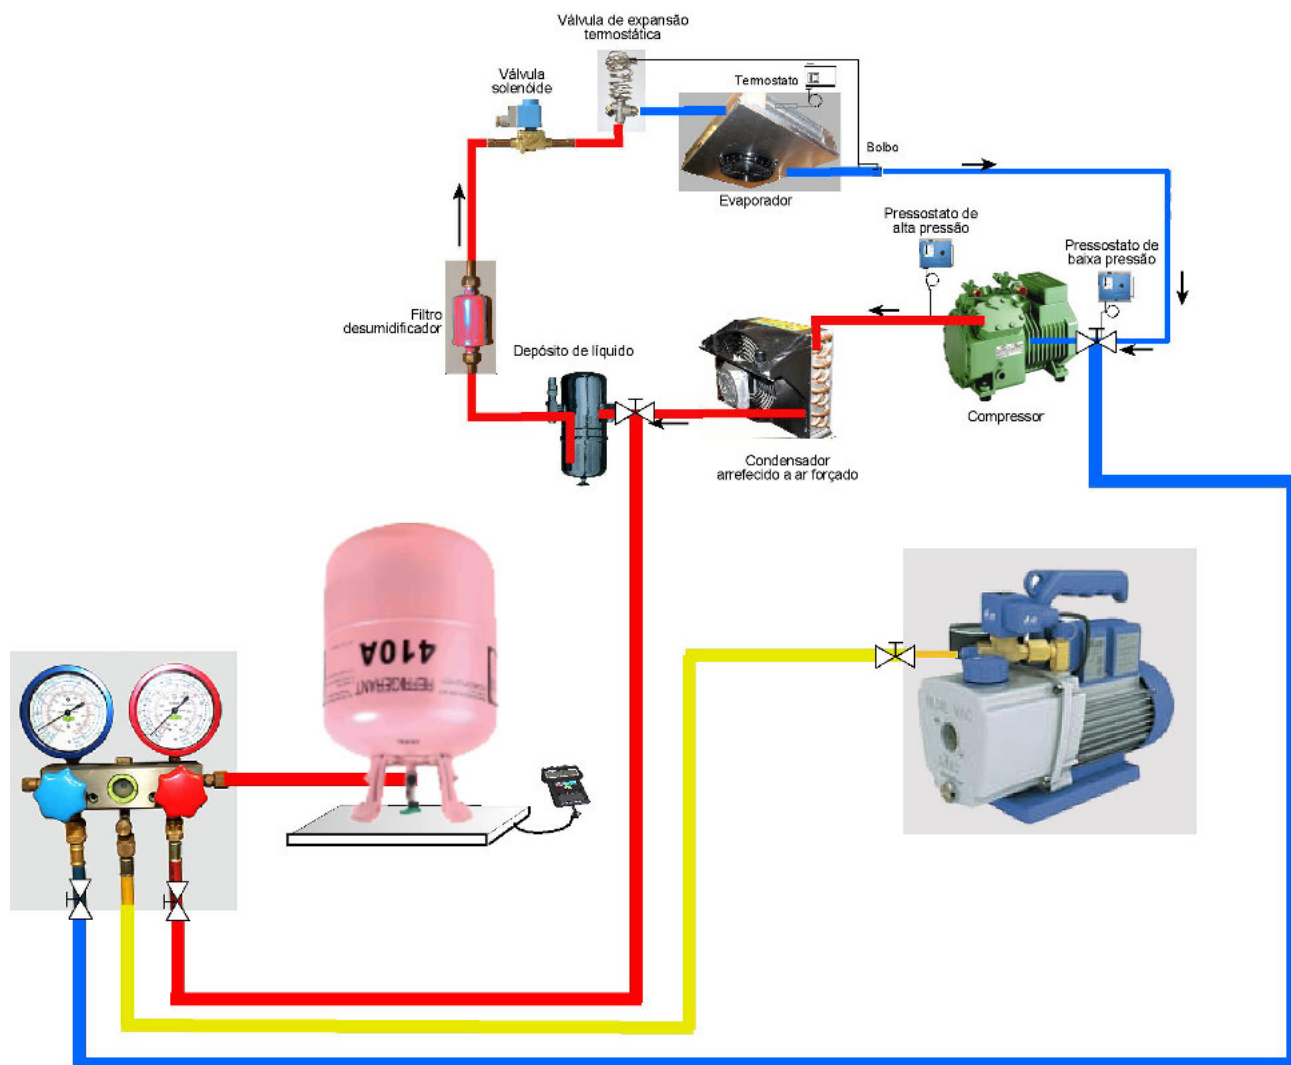 Válvula de expansão
termostática
Válvula
solenóide
Termostato
Bolbo
Evaporador
Pressostato de
alta pressão
Pressostato de
baixa pressão
Filtro
desumidificador
Depósito de líquido
Compressor
Condensador
arrefecido a ar forçado
410A
REFRIGERANT